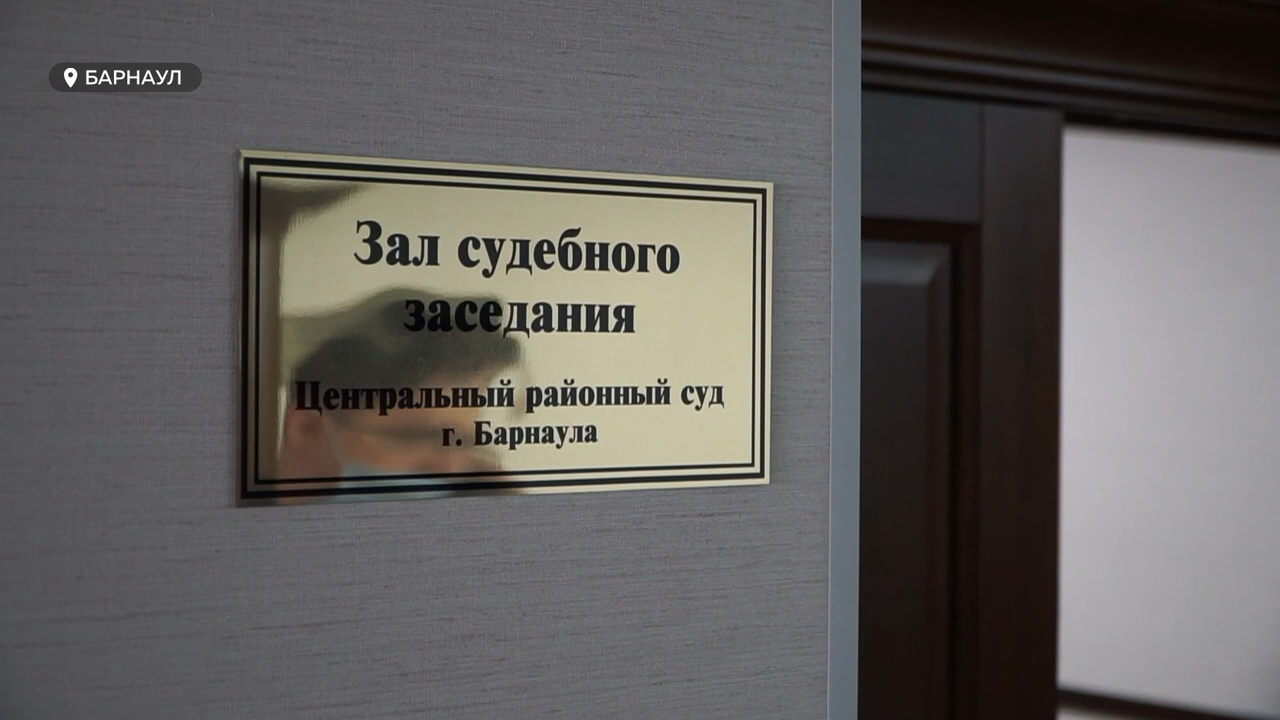 БАРНАУЛ
Зал судебного
заседания
Центральный районный суд
г. Барнаула